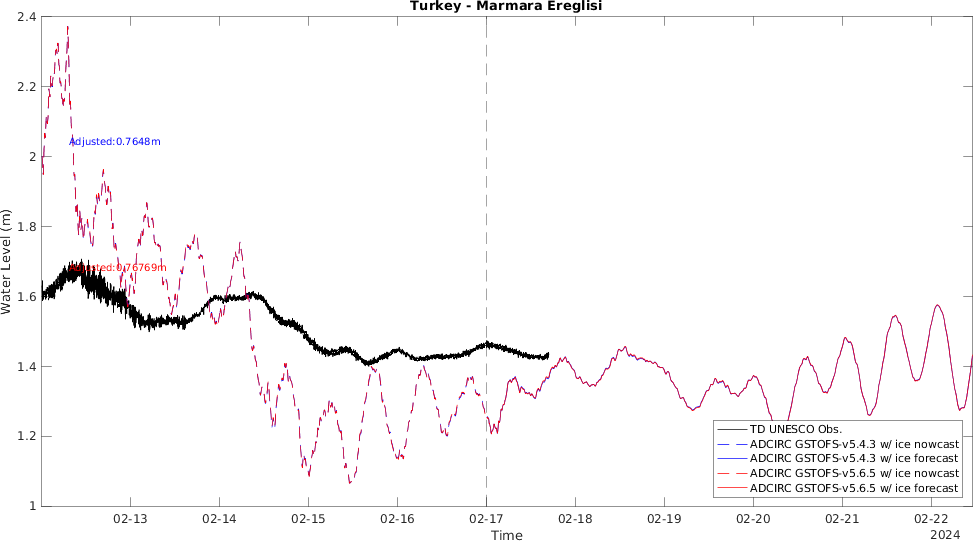 Turkey - Marmara Ereglisi
2.4
2.2
2
1.8
1.6
1.4
1.2
1
Water Level (m)
Adjusted:0.7648m
Adjusted:0.76769m
TD UNESCO Obs.
ADCIRC GSTOFS-v5.4.3 w/ ice nowcast
ADCIRC GSTOFS-v5.4.3 w/ ice forecast
ADCIRC GSTOFS-v5.6.5 w/ ice nowcast
ADCIRC GSTOFS-v5.6.5 w/ ice forecast
02-13 02-14 02-15 02-16 02-17 02-18 02-19 02-20 02-21 02-22
Time
2024